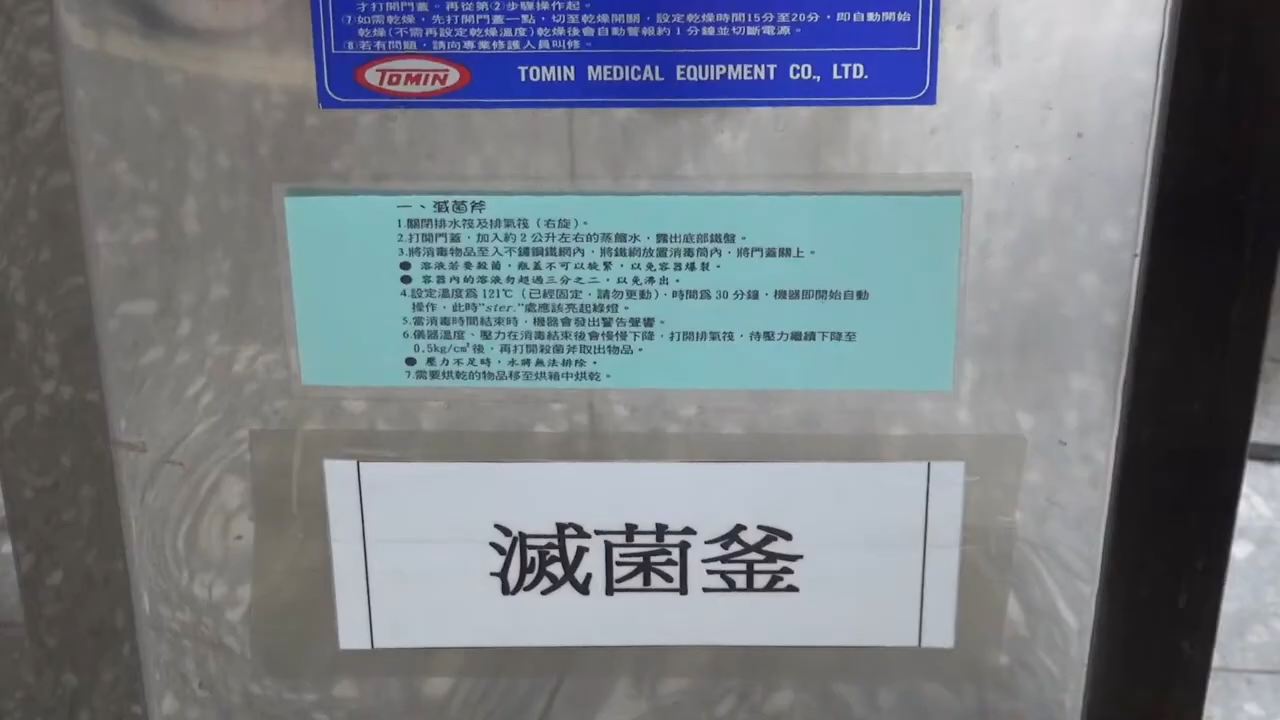 才打開門蓋。再從第②步驟操作起。
⑦如需乾燥，先打開門蓋一點，切至乾燥開關，設定乾燥時間15分至20分，即自動開始
乾燥(不需再設定乾燥溫度)乾燥後會自動警報約1分鐘並切斷電源。
⑧若有問題，請向專業修護人員叫修。
TOMIN
TOMIN MEDICAL EQUIPMENT CO., LTD.
一、滅菌斧
1.關閉排水筏及排氣筏（右旋）。
2.打開門蓋，加入約2公升左右的蒸餾水，露出底部鐵盤。
3.將消毒物品至入不鏽鋼鐵網內，將鐵網放置消毒筒內，將門蓋關上。
● 溶液若要殺菌，瓶蓋不可以旋緊，以免容器爆裂。
● 容器內的溶液勿超過三分之二，以免沸出。
4.設定溫度為121℃（已經固定，請勿更動），時間為30分鐘，機器即開始自動
操作，此時"ster."處應該亮起綠燈。
5.當消毒時間結束時，機器會發出警告聲響。
6.儀器溫度、壓力在消毒結束後會慢慢下降，打開排氣筏，待壓力繼續下降至
0.5kg/cm²後，再打開殺菌斧取出物品。
● 壓力不足時，水將無法排除。
7.需要烘乾的物品移至烘箱中烘乾。
滅菌釜